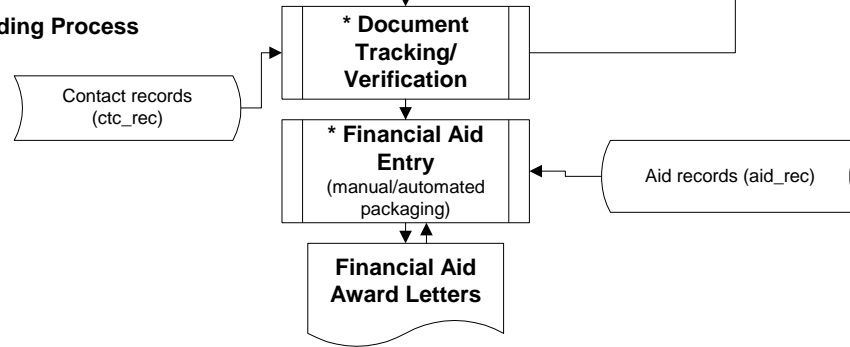 ding Process
* Document
Tracking/
Verification
Contact records
(ctc_rec)
* Financial Aid
Entry
(manual/automated
packaging)
Aid records (aid_rec)
Financial Aid
Award Letters